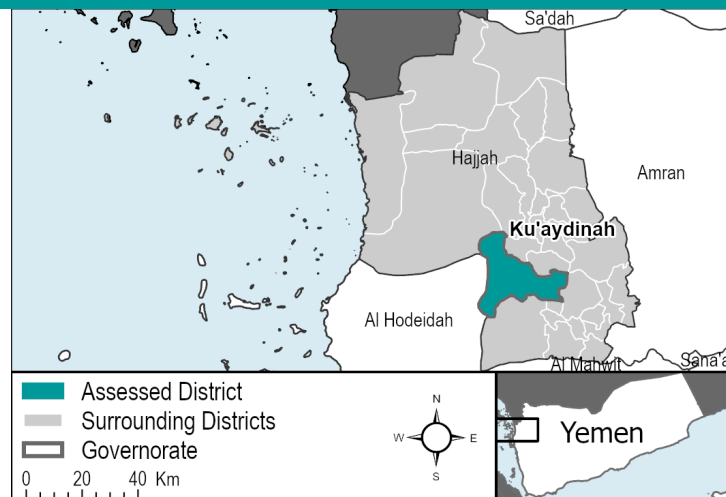 Sa'dah
Hajjah
Amran
Ku'aydinah
Al Hodeidah
Al Mahwit
Sana'a
Assessed District
Surrounding Districts
Governorate
0 20 40 Km
N
W E
S
Yemen